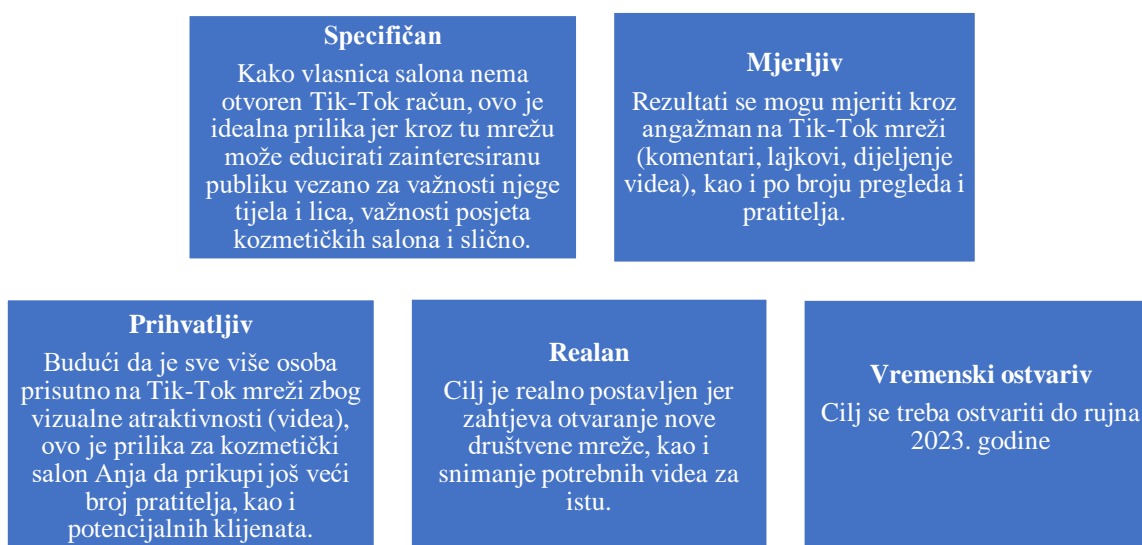 Specifičan
Kako vlasnica salona nema
otvoren Tik-Tok račun, ovo je
idealna prilika jer kroz tu mrežu
može educirati zainteresiranu
publiku vezano za važnosti njege
tijela i lica, važnosti posjeta
kozmetičkih salona i slično.
Mjerljiv
Rezultati se mogu mjeriti kroz
angažman na Tik-Tok mreži
(komentari, lajkovi, dijeljenje
videa), kao i po broju pregleda i
pratitelja.
Prihvatljiv
Budući da je sve više osoba
prisutno na Tik-Tok mreži zbog
vizualne atraktivnosti (videa),
ovo je prilika za kozmetički
salon Anja da prikupi još veći
broj pratitelja, kao i
potencijalnih klijenata.
Realan
Cilj je realno postavljen jer
zahtjeva otvaranje nove
društvene mreže, kao i
snimanje potrebnih videa za
istu.
Vremenski ostvariv
Cilj se treba ostvariti do rujna
2023. godine